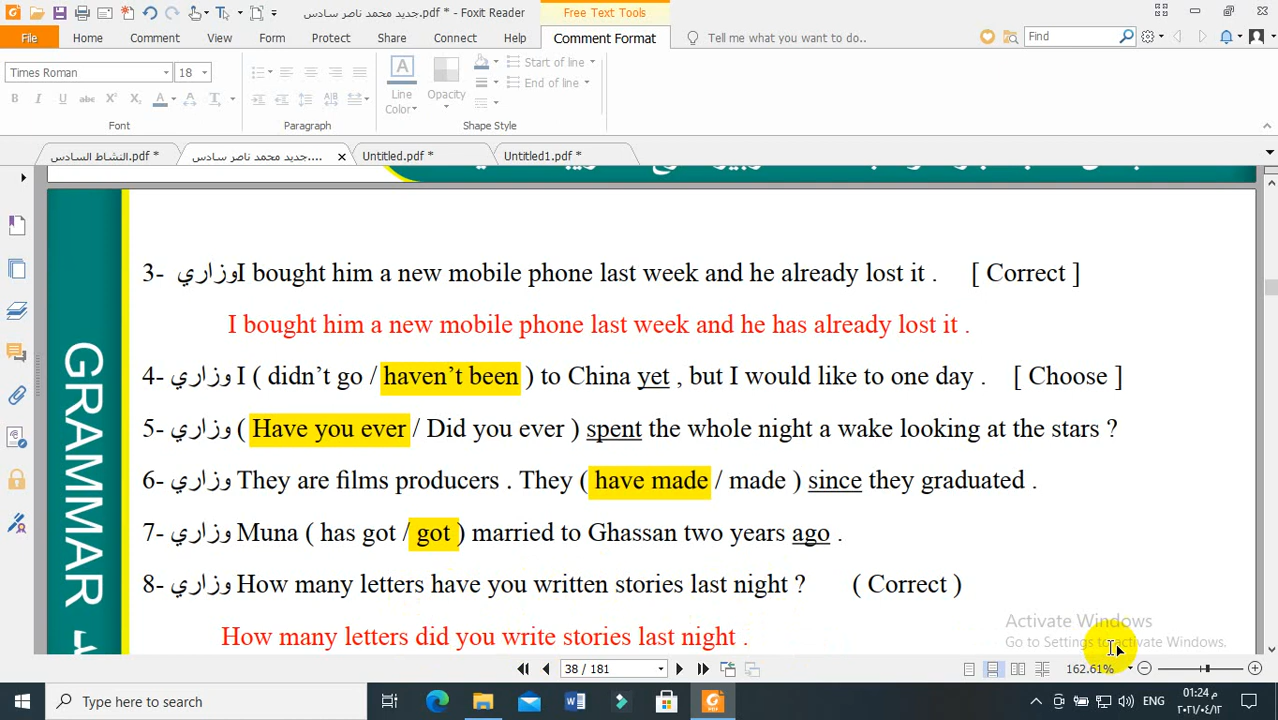 جديد محمد ناصر سادس.pdf * - Foxit Reader
Free Text Tools
File Home Comment View Form Protect Share Connect Help Comment Format Tell me what you want to do.. Find
Times Roman 18
Start of line
End of line
Line Color
Opacity
Font Paragraph Shape Style
النشاط السادس.pdf * جديد محمد ناصر سادس.... Untitled.pdf * Untitled1.pdf *
3- وزاري I bought him a new mobile phone last week and he already lost it . [ Correct ]
I bought him a new mobile phone last week and he has already lost it .
4- وزاري I ( didn’t go / haven’t been ) to China yet , but I would like to one day . [ Choose ]
5- وزاري ( Have you ever / Did you ever ) spent the whole night a wake looking at the stars ?
6- وزاري They are films producers . They ( have made / made ) since they graduated .
7- وزاري Muna ( has got / got ) married to Ghassan two years ago .
8- وزاري How many letters have you written stories last night ? ( Correct )
How many letters did you write stories last night .
GRAMMAR
Activate Windows
Go to Settings to activate Windows.
38 / 181
162.61%
Type here to search
ENG
01:24 م
٢٠٢١/٠٤/١٢